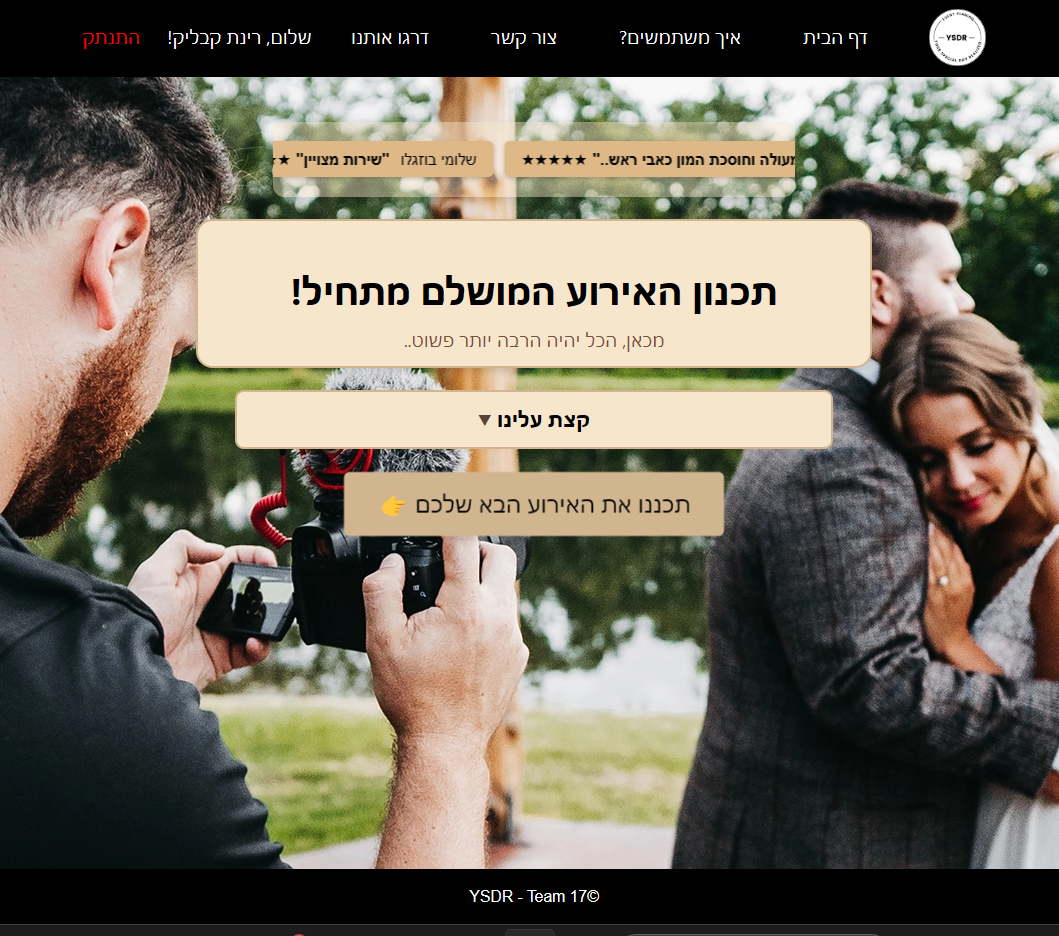 YSDR
דף הבית
איך משתמשים?
צור קשר
דרגו אותנו
שלום, רינת קבליק!
התנתק
וחוסכת המון כאבי ראש.." ★★★★★
שלומי בוזגלו "שירות מצויין" ★★
תכנון האירוע המושלם מתחיל!
מכאן, הכל יהיה הרבה יותר פשוט..
קצת עלינו ▼
תכננו את האירוע הבא שלכם 👉
YSDR - Team 17©